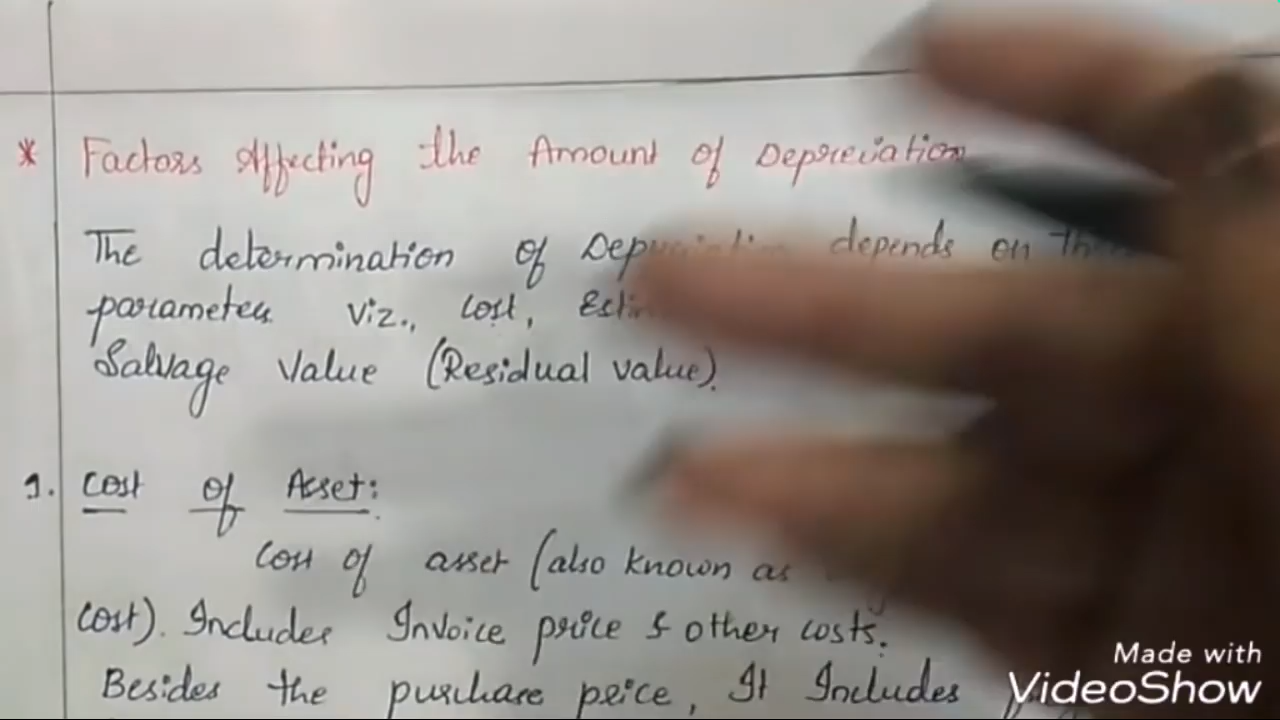 * Factors Affecting the Amount of Depreciation
The determination of Depreciation depends on
parameters viz., Cost,
Salvage Value (Residual value).
1. Cost of Asset:
Cost of asset (also known as
cost). Includes Invoice price & other costs.
Besides the purchase price, It Includes
Made with
VideoShow